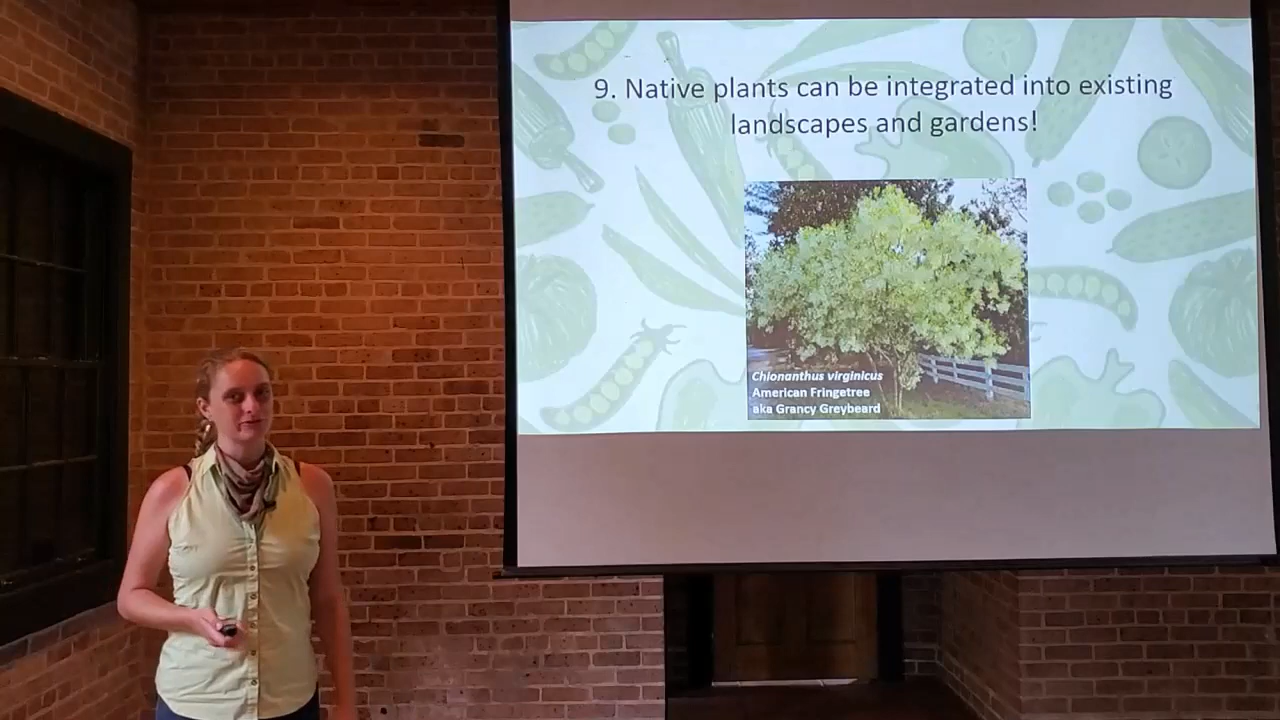 9. Native plants can be integrated into existing
landscapes and gardens!
Chionanthus virginicus
American Fringetree
aka Grancy Greybeard